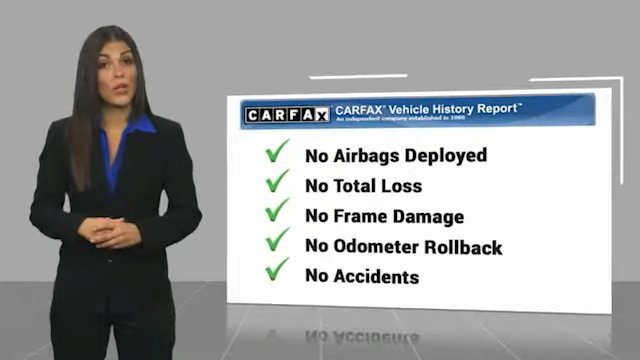 CARFAX CARFAX® Vehicle History Report™
An independent company established in 1986
No Airbags Deployed
No Total Loss
No Frame Damage
No Odometer Rollback
No Accidents